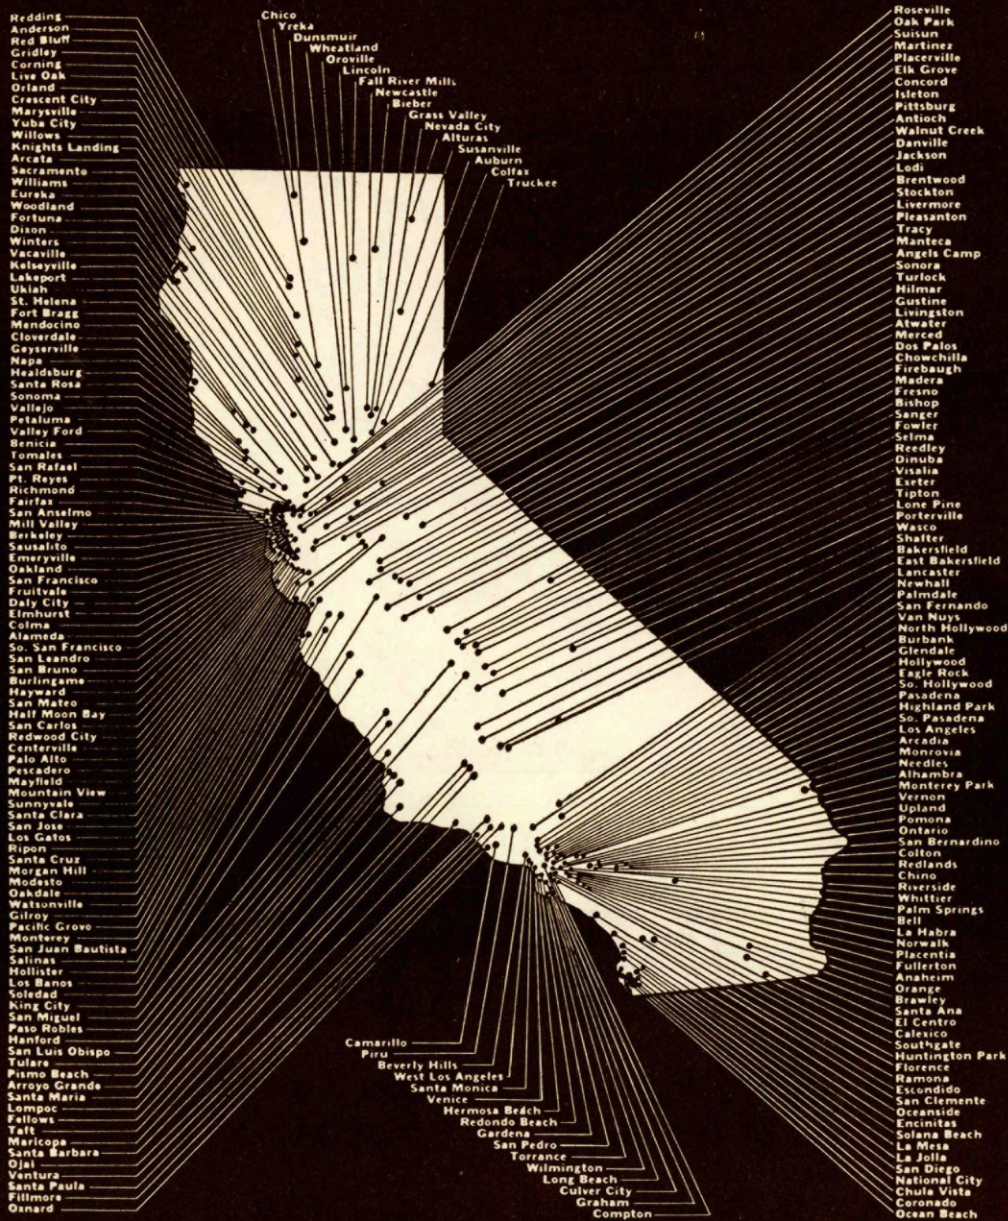 Redding
Anderson
Red Bluff
Gridley
Corning
Live Oak
Orland
Crescent City
Marysville
Yuba City
Willows
Knights Landing
Arcata
Sacramento
Williams
Eureka
Woodland
Fortuna
Dixon
Winters
Vacaville
Kelseyville
Lakeport
Ukiah
St. Helena
Fort Bragg
Mendocino
Cloverdale
Geyserville
Napa
Healdsburg
Santa Rosa
Sonoma
Vallejo
Petaluma
Valley Ford
Benicia
Tomales
San Rafael
Pt. Reyes
Richmond
Fairfax
San Anselmo
Mill Valley
Berkeley
Sausalito
Emeryville
Oakland
San Francisco
Fruitvale
Daly City
Elmhurst
Colma
Alameda
So. San Francisco
San Leandro
San Bruno
Burlingame
Hayward
San Mateo
Half Moon Bay
San Carlos
Redwood City
Centerville
Palo Alto
Pescadero
Mayfield
Mountain View
Sunnyvale
Santa Clara
San Jose
Los Gatos
Ripon
Santa Cruz
Morgan Hill
Modesto
Oakdale
Watsonville
Gilroy
Pacific Grove
Monterey
San Juan Bautista
Salinas
Hollister
Los Banos
Soledad
King City
San Miguel
Paso Robles
Hanford
San Luis Obispo
Tulare
Pismo Beach
Arroyo Grande
Santa Maria
Lompoc
Fellows
Taft
Maricopa
Santa Barbara
Ojai
Ventura
Santa Paula
Fillmore
Oxnard
Chico
Yreka
Dunsmuir
Wheatland
Oroville
Lincoln
Fall River Mills
Newcastle
Bieber
Grass Valley
Nevada City
Alturas
Susanville
Auburn
Colfax
Truckee
Camarillo
Piru
Beverly Hills
West Los Angeles
Santa Monica
Venice
Hermosa Beach
Redondo Beach
Gardena
San Pedro
Torrance
Wilmington
Long Beach
Culver City
Graham
Compton
Roseville
Oak Park
Suisun
Martinez
Placerville
Elk Grove
Concord
Isleton
Pittsburg
Antioch
Walnut Creek
Danville
Jackson
Lodi
Brentwood
Stockton
Livermore
Pleasanton
Tracy
Manteca
Angels Camp
Sonora
Turlock
Hilmar
Gustine
Livingston
Atwater
Merced
Dos Palos
Chowchilla
Firebaugh
Madera
Fresno
Bishop
Sanger
Fowler
Selma
Reedley
Dinuba
Visalia
Exeter
Tipton
Lone Pine
Porterville
Wasco
Shafter
Bakersfield
East Bakersfield
Lancaster
Newhall
Palmdale
San Fernando
Van Nuys
North Hollywood
Burbank
Glendale
Hollywood
Eagle Rock
So. Hollywood
Pasadena
Highland Park
So. Pasadena
Los Angeles
Arcadia
Monrovia
Needles
Alhambra
Monterey Park
Vernon
Upland
Pomona
Ontario
San Bernardino
Colton
Redlands
Chino
Riverside
Whittier
Palm Springs
Bell
La Habra
Norwalk
Placentia
Fullerton
Anaheim
Orange
Brawley
Santa Ana
El Centro
Calexico
Southgate
Huntington Park
Florence
Ramona
Escondido
San Clemente
Oceanside
Encinitas
Solana Beach
La Mesa
La Jolla
San Diego
National City
Chula Vista
Coronado
Ocean Beach